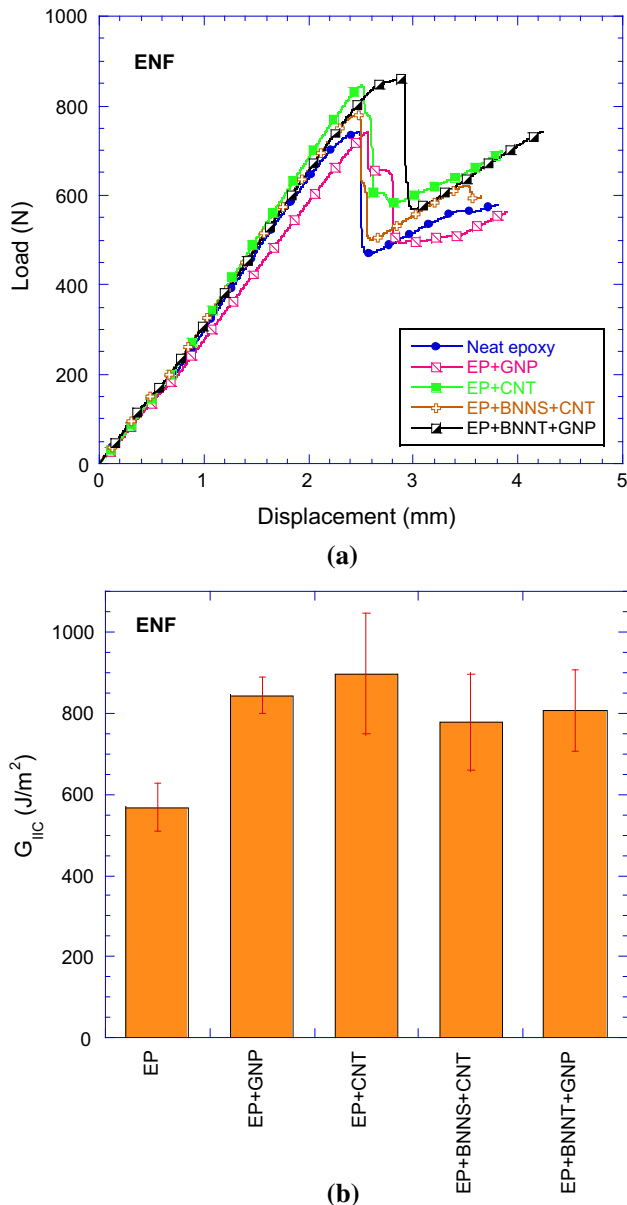 1000
800
600
400
200
0
ENF
Load (N)
Neat epoxy
EP+GNP
EP+CNT
EP+BNNS+CNT
EP+BNNT+GNP
0 1 2 3 4 5
Displacement (mm)
(a)
1000
800
600
400
200
0
ENF
G_IIC (J/m²)
EP
EP+GNP
EP+CNT
EP+BNNS+CNT
EP+BNNT+GNP
(b)